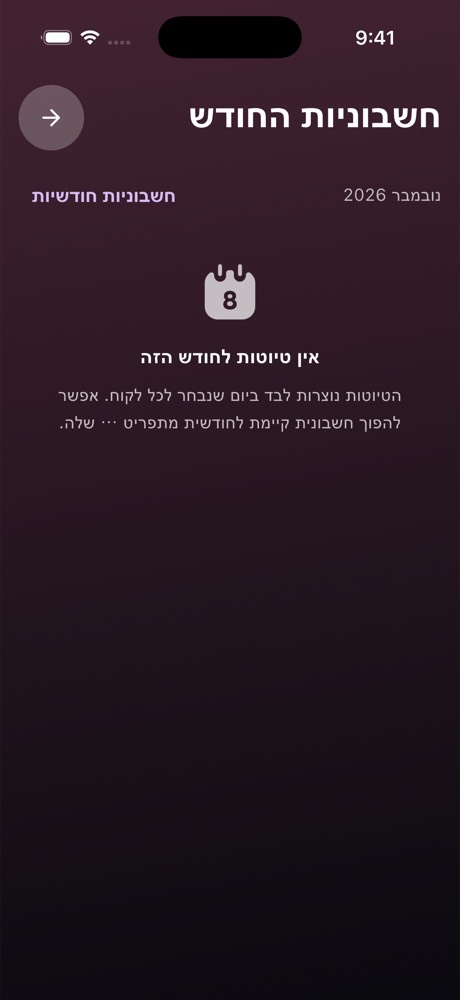 9:41
חשבוניות החודש
נובמבר 2026
חשבוניות חודשיות
8
אין טיוטות לחודש הזה
הטיוטות נוצרות לבד ביום שנבחר לכל לקוח. אפשר
להפוך חשבונית קיימת לחודשית מתפריט ⋯ שלה.